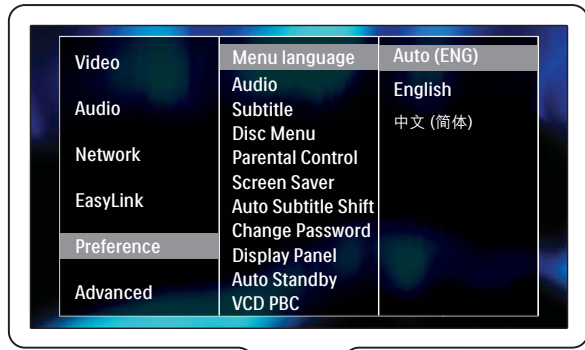 Video
Audio
Network
EasyLink
Preference
Advanced
Menu language
Audio
Subtitle
Disc Menu
Parental Control
Screen Saver
Auto Subtitle Shift
Change Password
Display Panel
Auto Standby
VCD PBC
Auto (ENG)
English
中文 (简体)